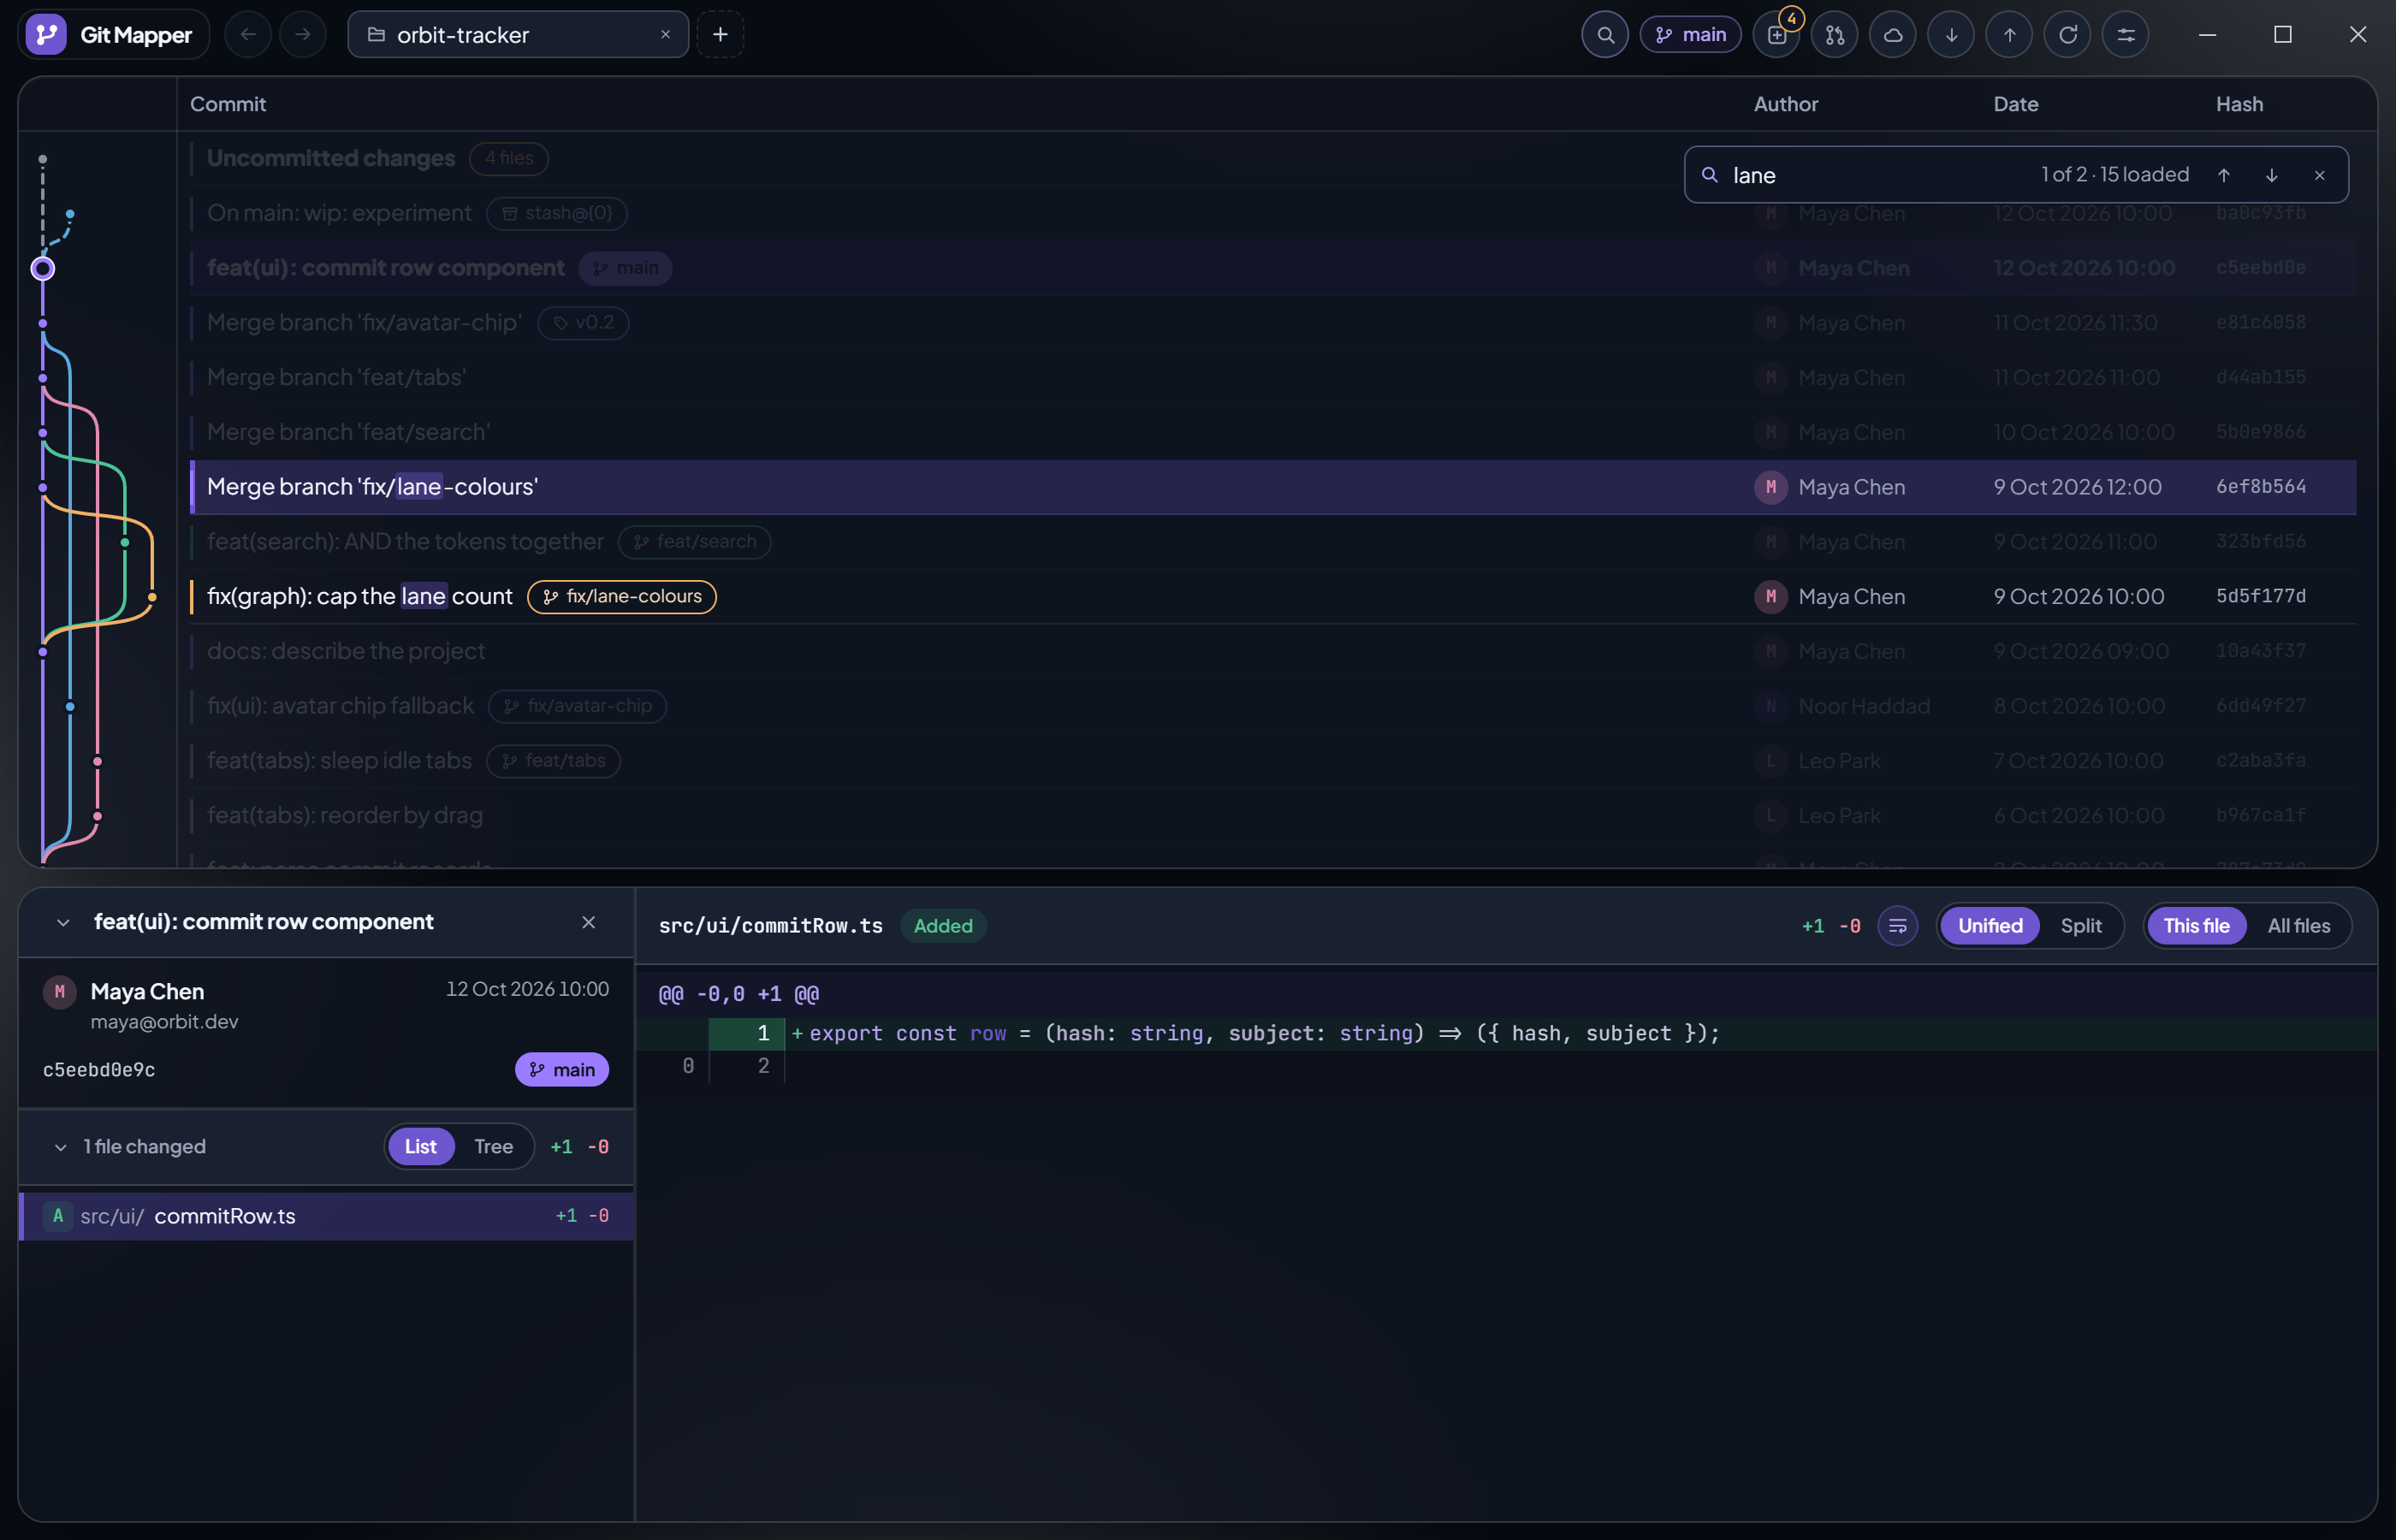 Git Mapper
orbit-tracker
main
4
Commit Author Date Hash
lane 1 of 2 · 15 loaded
Uncommitted changes 4 files
On main: wip: experiment stash@{0} M Maya Chen 12 Oct 2026 10:00 ba0c93fb
feat(ui): commit row component main M Maya Chen 12 Oct 2026 10:00 c5eebd0e
Merge branch 'fix/avatar-chip' v0.2 M Maya Chen 11 Oct 2026 11:30 e81c6058
Merge branch 'feat/tabs' M Maya Chen 11 Oct 2026 11:00 d44ab155
Merge branch 'feat/search' M Maya Chen 10 Oct 2026 10:00 5b0e9866
Merge branch 'fix/lane-colours' M Maya Chen 9 Oct 2026 12:00 6ef8b564
feat(search): AND the tokens together feat/search M Maya Chen 9 Oct 2026 11:00 323bfd56
fix(graph): cap the lane count fix/lane-colours M Maya Chen 9 Oct 2026 10:00 5d5f177d
docs: describe the project M Maya Chen 9 Oct 2026 09:00 10a43f37
fix(ui): avatar chip fallback fix/avatar-chip N Noor Haddad 8 Oct 2026 10:00 6dd49f27
feat(tabs): sleep idle tabs feat/tabs L Leo Park 7 Oct 2026 10:00 c2aba3fa
feat(tabs): reorder by drag L Leo Park 6 Oct 2026 10:00 b967ca1f
feat(ui): commit row component
M Maya Chen 12 Oct 2026 10:00
maya@orbit.dev
c5eebd0e9c main
1 file changed List Tree +1 -0
A src/ui/ commitRow.ts +1 -0
src/ui/commitRow.ts Added +1 -0 Unified Split This file All files
@@ -0,0 +1 @@
1 +export const row = (hash: string, subject: string) => ({ hash, subject });
0 2